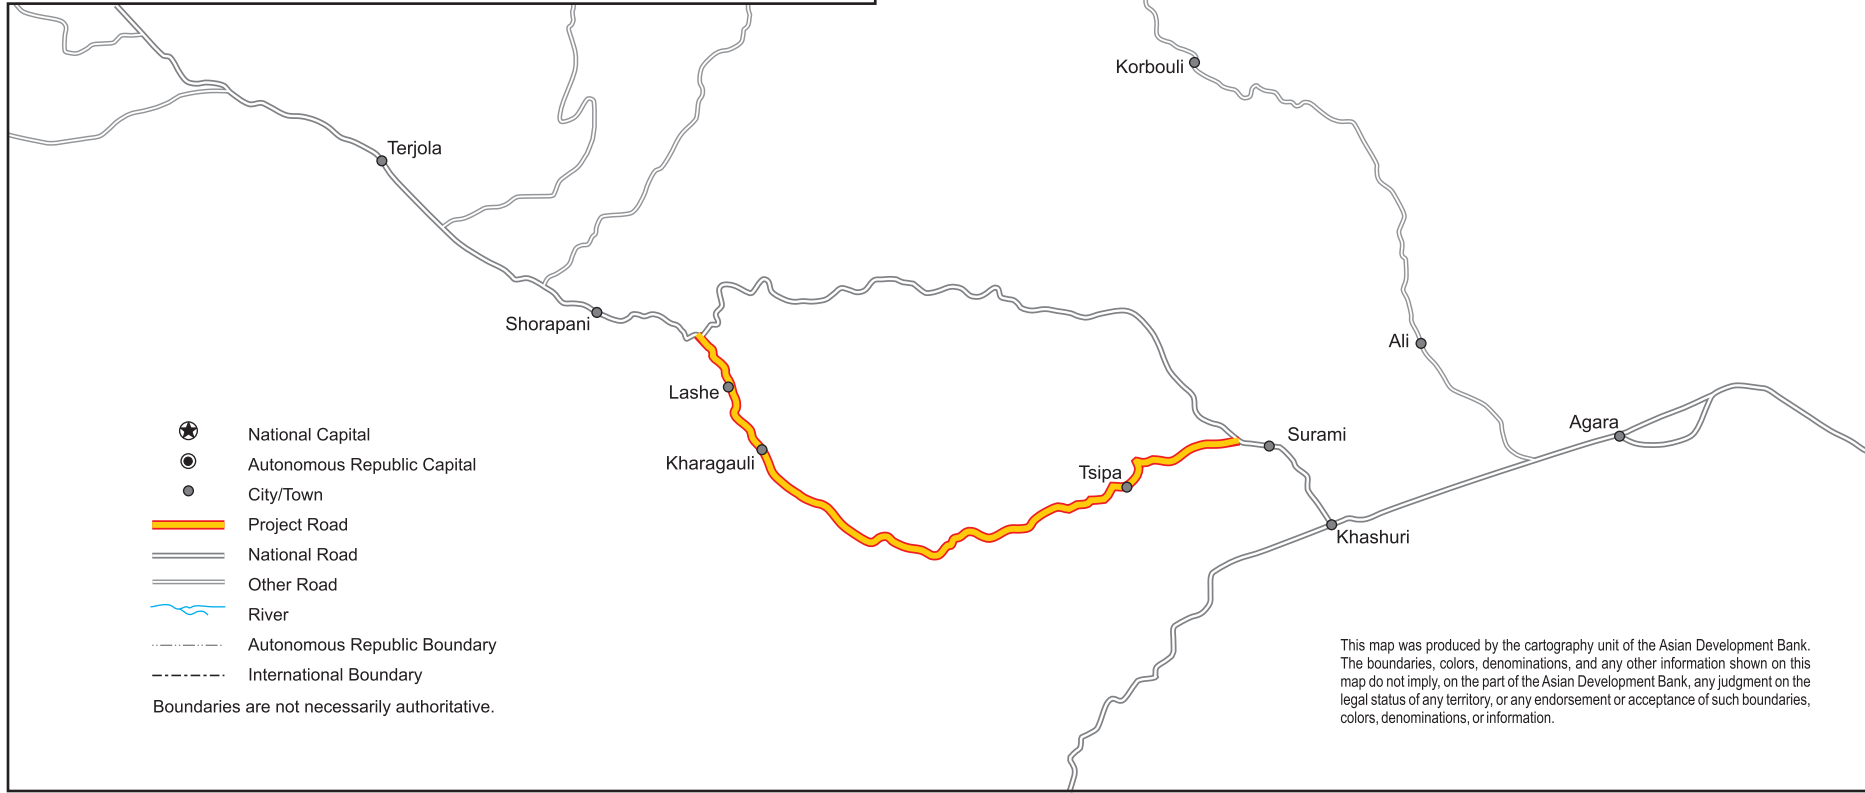 Korbouli
Terjola
Shorapani
Ali
Lashe
Agara
Surami
Kharagauli
Tsipa
Khashuri
National Capital
Autonomous Republic Capital
City/Town
Project Road
National Road
Other Road
River
Autonomous Republic Boundary
International Boundary
Boundaries are not necessarily authoritative.
This map was produced by the cartography unit of the Asian Development Bank.
The boundaries, colors, denominations, and any other information shown on this
map do not imply, on the part of the Asian Development Bank, any judgment on the
legal status of any territory, or any endorsement or acceptance of such boundaries,
colors, denominations, or information.